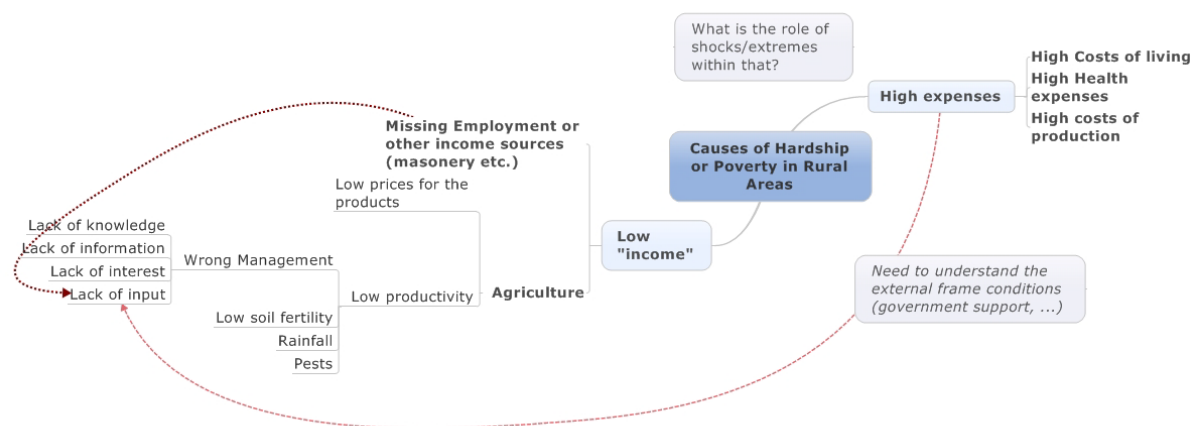 What is the role of
shocks/extremes
within that?
High expenses
High Costs of living
High Health
expenses
High costs of
production
Causes of Hardship
or Poverty in Rural
Areas
Missing Employment or
other income sources
(masonery etc.)
Low prices for the
products
Low
"income"
Lack of knowledge
Lack of information
Lack of interest
Lack of input
Wrong Management
Low productivity
Agriculture
Low soil fertility
Rainfall
Pests
Need to understand the
external frame conditions
(government support, ...)